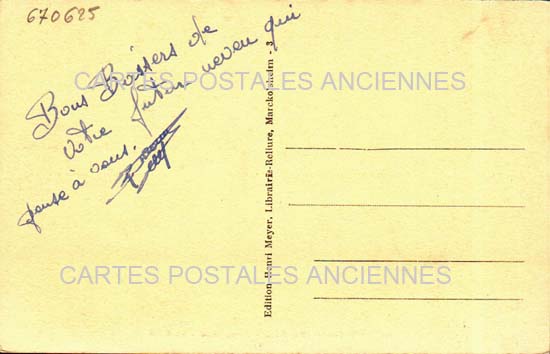 670625
Bons Baisers de
Votre futur neveu qui
pense à vous.
CARTES POSTALES ANCIENNES
Edition Henri Meyer, Librairie-Reliure, Marckolsheim - 3
CARTES POSTALES ANCIENNES